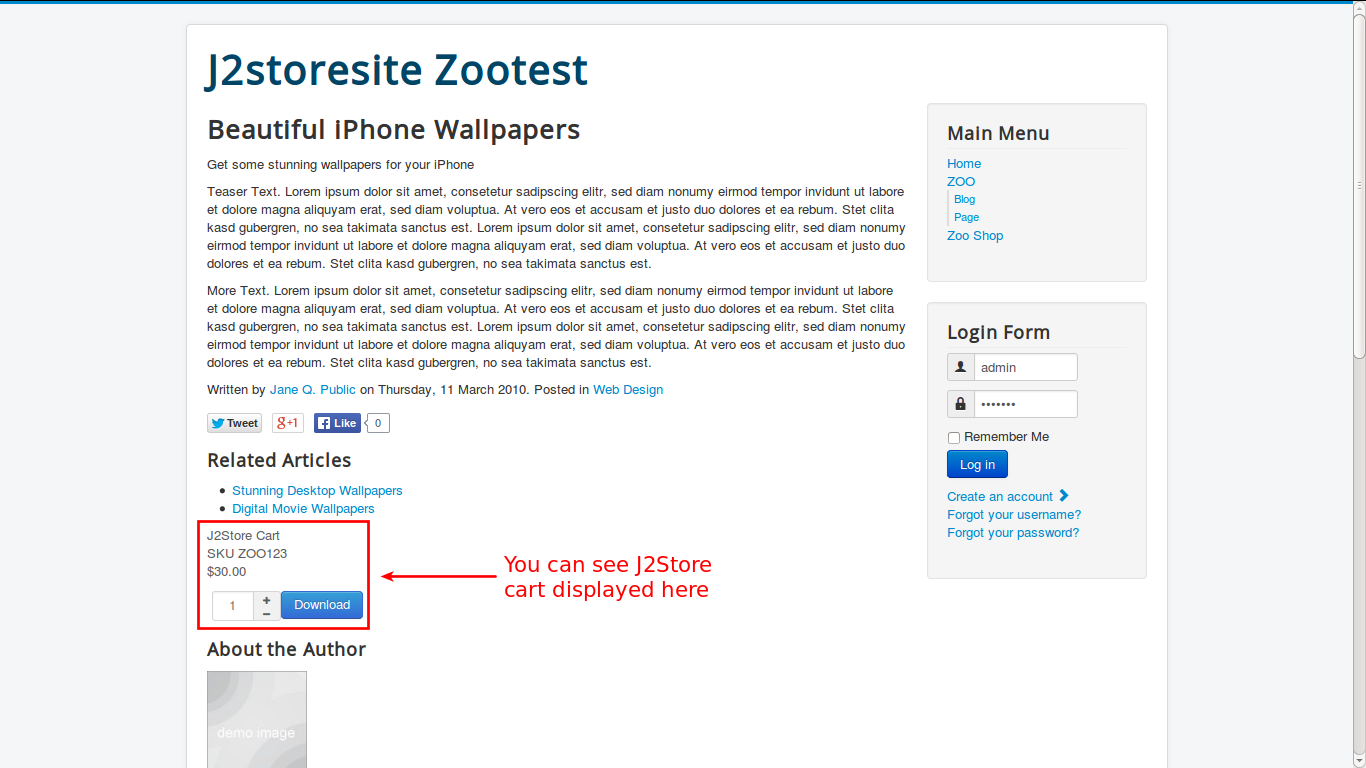 J2storesite Zootest
Beautiful iPhone Wallpapers
Get some stunning wallpapers for your iPhone
Teaser Text. Lorem ipsum dolor sit amet, consetetur sadipscing elitr, sed diam nonumy eirmod tempor invidunt ut labore
et dolore magna aliquyam erat, sed diam voluptua. At vero eos et accusam et justo duo dolores et ea rebum. Stet clita
kasd gubergren, no sea takimata sanctus est. Lorem ipsum dolor sit amet, consetetur sadipscing elitr, sed diam nonumy
eirmod tempor invidunt ut labore et dolore magna aliquyam erat, sed diam voluptua. At vero eos et accusam et justo duo
dolores et ea rebum. Stet clita kasd gubergren, no sea takimata sanctus est.
More Text. Lorem ipsum dolor sit amet, consetetur sadipscing elitr, sed diam nonumy eirmod tempor invidunt ut labore
et dolore magna aliquyam erat, sed diam voluptua. At vero eos et accusam et justo duo dolores et ea rebum. Stet clita
kasd gubergren, no sea takimata sanctus est. Lorem ipsum dolor sit amet, consetetur sadipscing elitr, sed diam nonumy
eirmod tempor invidunt ut labore et dolore magna aliquyam erat, sed diam voluptua. At vero eos et accusam et justo duo
dolores et ea rebum. Stet clita kasd gubergren, no sea takimata sanctus est.
Written by Jane Q. Public on Thursday, 11 March 2010. Posted in Web Design
Tweet g+1 Like 0
Related Articles
• Stunning Desktop Wallpapers
• Digital Movie Wallpapers
J2Store Cart
SKU ZOO123
$30.00
1 + − Download
You can see J2Store
cart displayed here
About the Author
demo image
Main Menu
Home
ZOO
Blog
Page
Zoo Shop
Login Form
admin
•••••••
Remember Me
Log in
Create an account
Forgot your username?
Forgot your password?